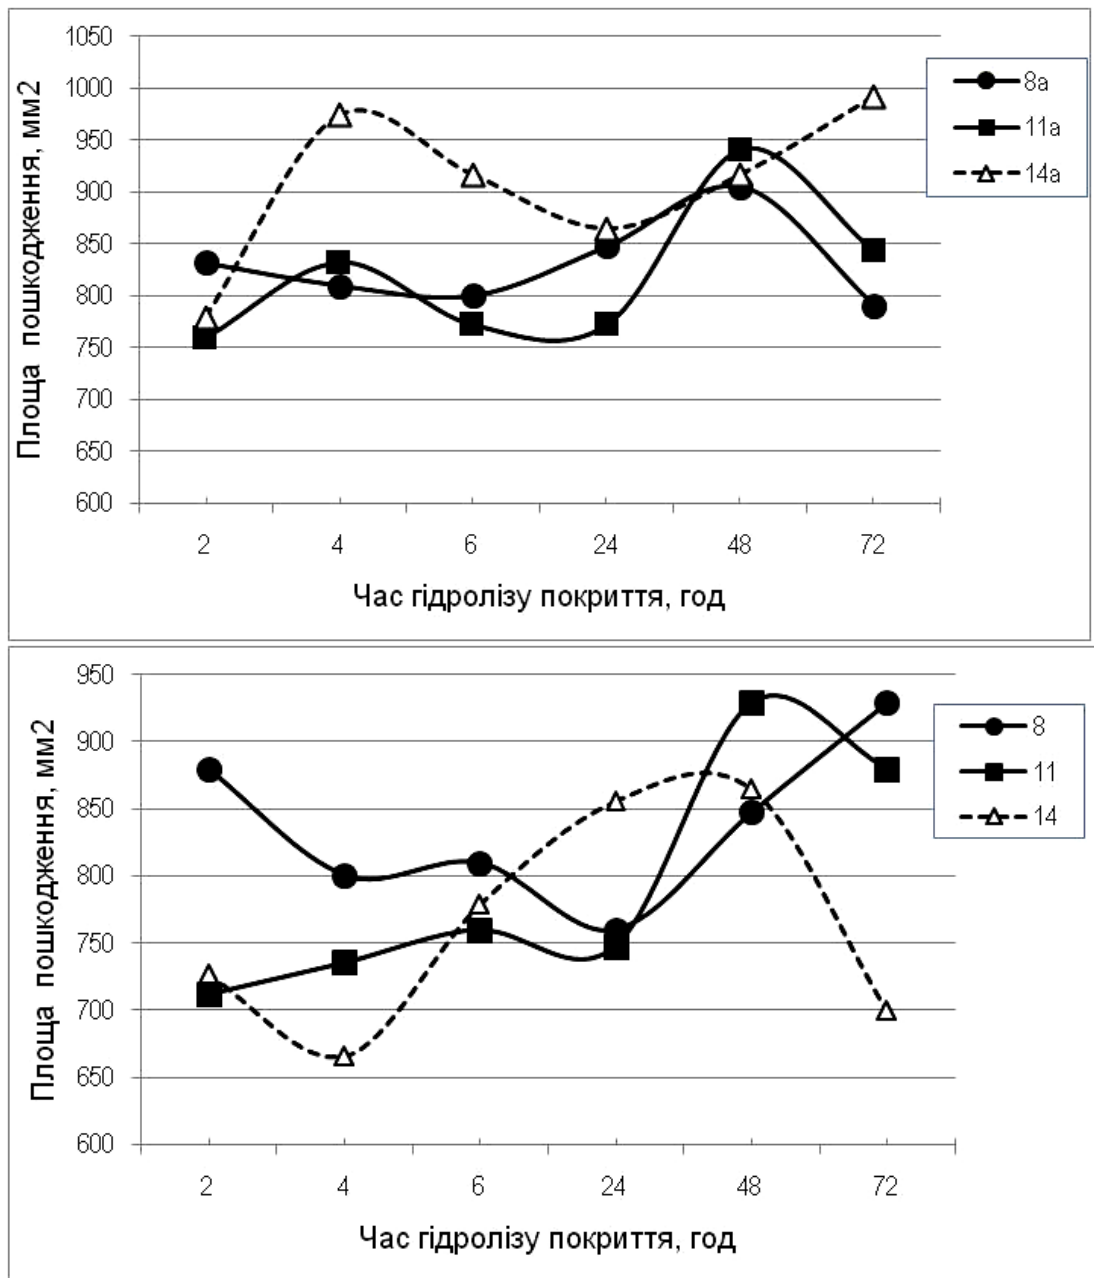 Площа пошкодження, мм2
1050
1000
950
900
850
800
750
700
650
600
2 4 6 24 48 72
Час гідролізу покриття, год
8а
11а
14а
Площа пошкодження, мм2
950
900
850
800
750
700
650
600
2 4 6 24 48 72
Час гідролізу покриття, год
8
11
14